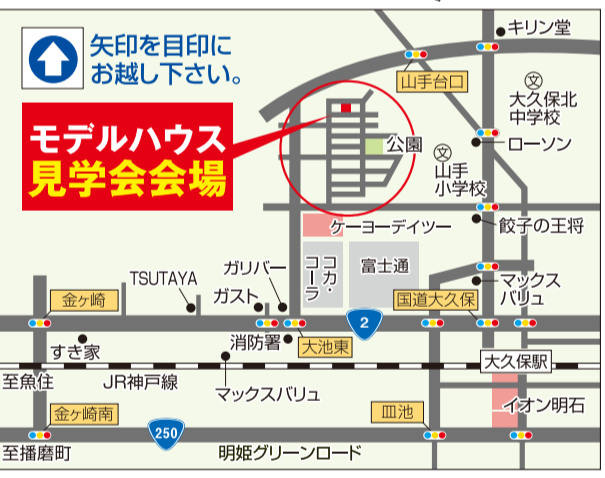 矢印を目印に
お越し下さい。
モデルハウス
見学会会場
キリン堂
山手台口
文
大久保北
中学校
ローソン
公園
文
山手
小学校
ケーヨーデイツー
餃子の王将
コカ・
コーラ
富士通
マックス
バリュ
TSUTAYA
ガリバー
ガスト
金ヶ崎
国道大久保
2
すき家
消防署
大池東
大久保駅
至魚住
JR神戸線
マックスバリュ
イオン明石
金ヶ崎南
皿池
250
至播磨町
明姫グリーンロード